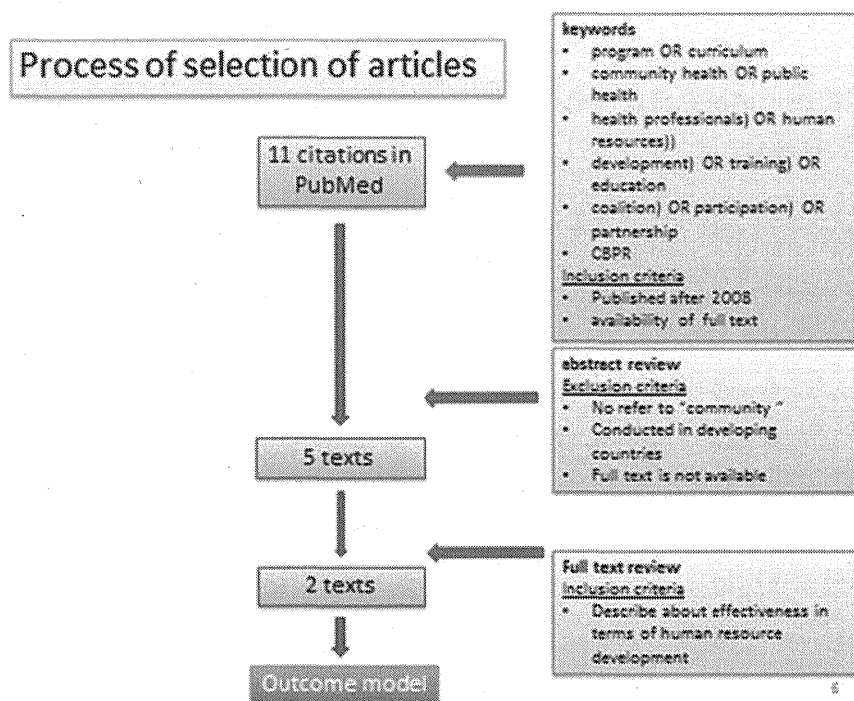 Process of selection of articles
11 citations in
PubMed
5 texts
2 texts
Outcome model
keywords
• program OR curriculum
• community health OR public
health
• health professionals) OR human
resources))
• development) OR training) OR
education
• coalition) OR participation) OR
partnership
• CBPR
Inclusion criteria
• Published after 2008
• availability of full text
abstract review
Exclusion criteria
• No refer to "community "
• Conducted in developing
countries
• Full text is not available
Full text review
Inclusion criteria
• Describe about effectiveness in
terms of human resource
development
6